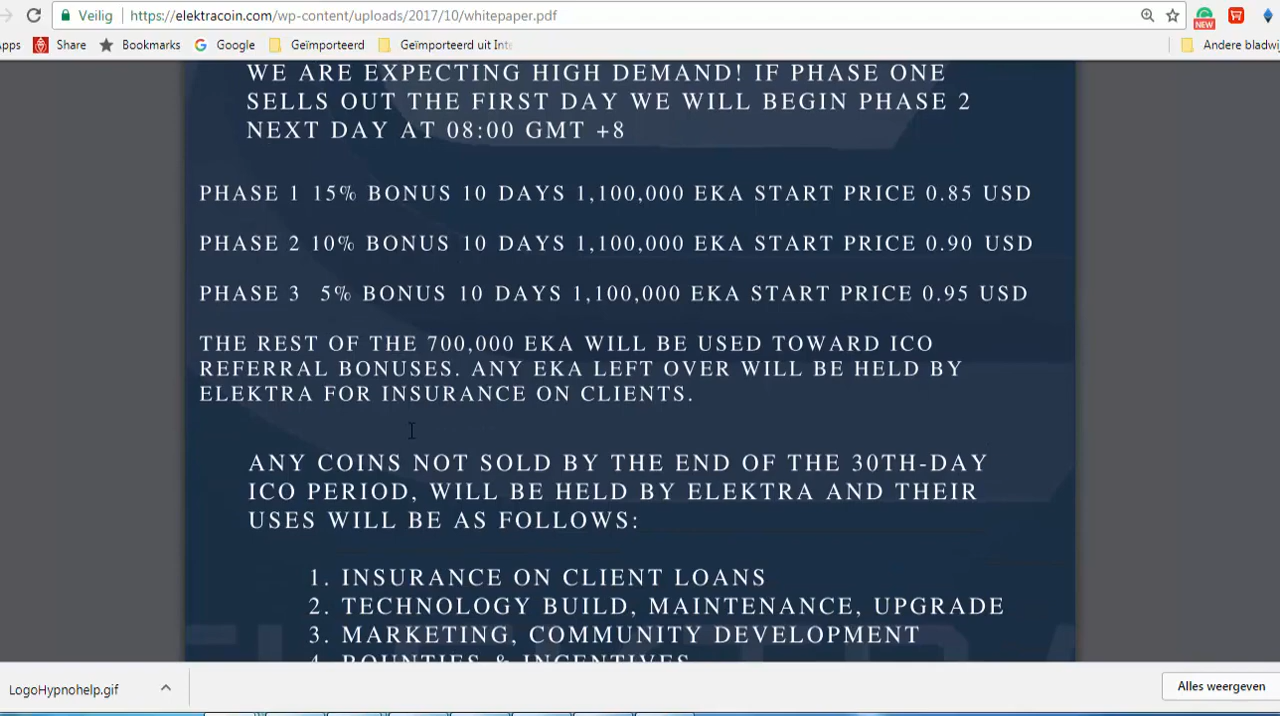 Veilig
https://elektracoin.com/wp-content/uploads/2017/10/whitepaper.pdf
NEW
Apps Share Bookmarks Google Geïmporteerd Geïmporteerd uit Int Andere bladwij
WE ARE EXPECTING HIGH DEMAND! IF PHASE ONE
SELLS OUT THE FIRST DAY WE WILL BEGIN PHASE 2
NEXT DAY AT 08:00 GMT +8
PHASE 1 15% BONUS 10 DAYS 1,100,000 EKA START PRICE 0.85 USD
PHASE 2 10% BONUS 10 DAYS 1,100,000 EKA START PRICE 0.90 USD
PHASE 3 5% BONUS 10 DAYS 1,100,000 EKA START PRICE 0.95 USD
THE REST OF THE 700,000 EKA WILL BE USED TOWARD ICO
REFERRAL BONUSES. ANY EKA LEFT OVER WILL BE HELD BY
ELEKTRA FOR INSURANCE ON CLIENTS.
ANY COINS NOT SOLD BY THE END OF THE 30TH-DAY
ICO PERIOD, WILL BE HELD BY ELEKTRA AND THEIR
USES WILL BE AS FOLLOWS:
1. INSURANCE ON CLIENT LOANS
2. TECHNOLOGY BUILD, MAINTENANCE, UPGRADE
3. MARKETING, COMMUNITY DEVELOPMENT
4. BOUNTIES & INCENTIVES
LogoHypnohelp.gif
Alles weergeven